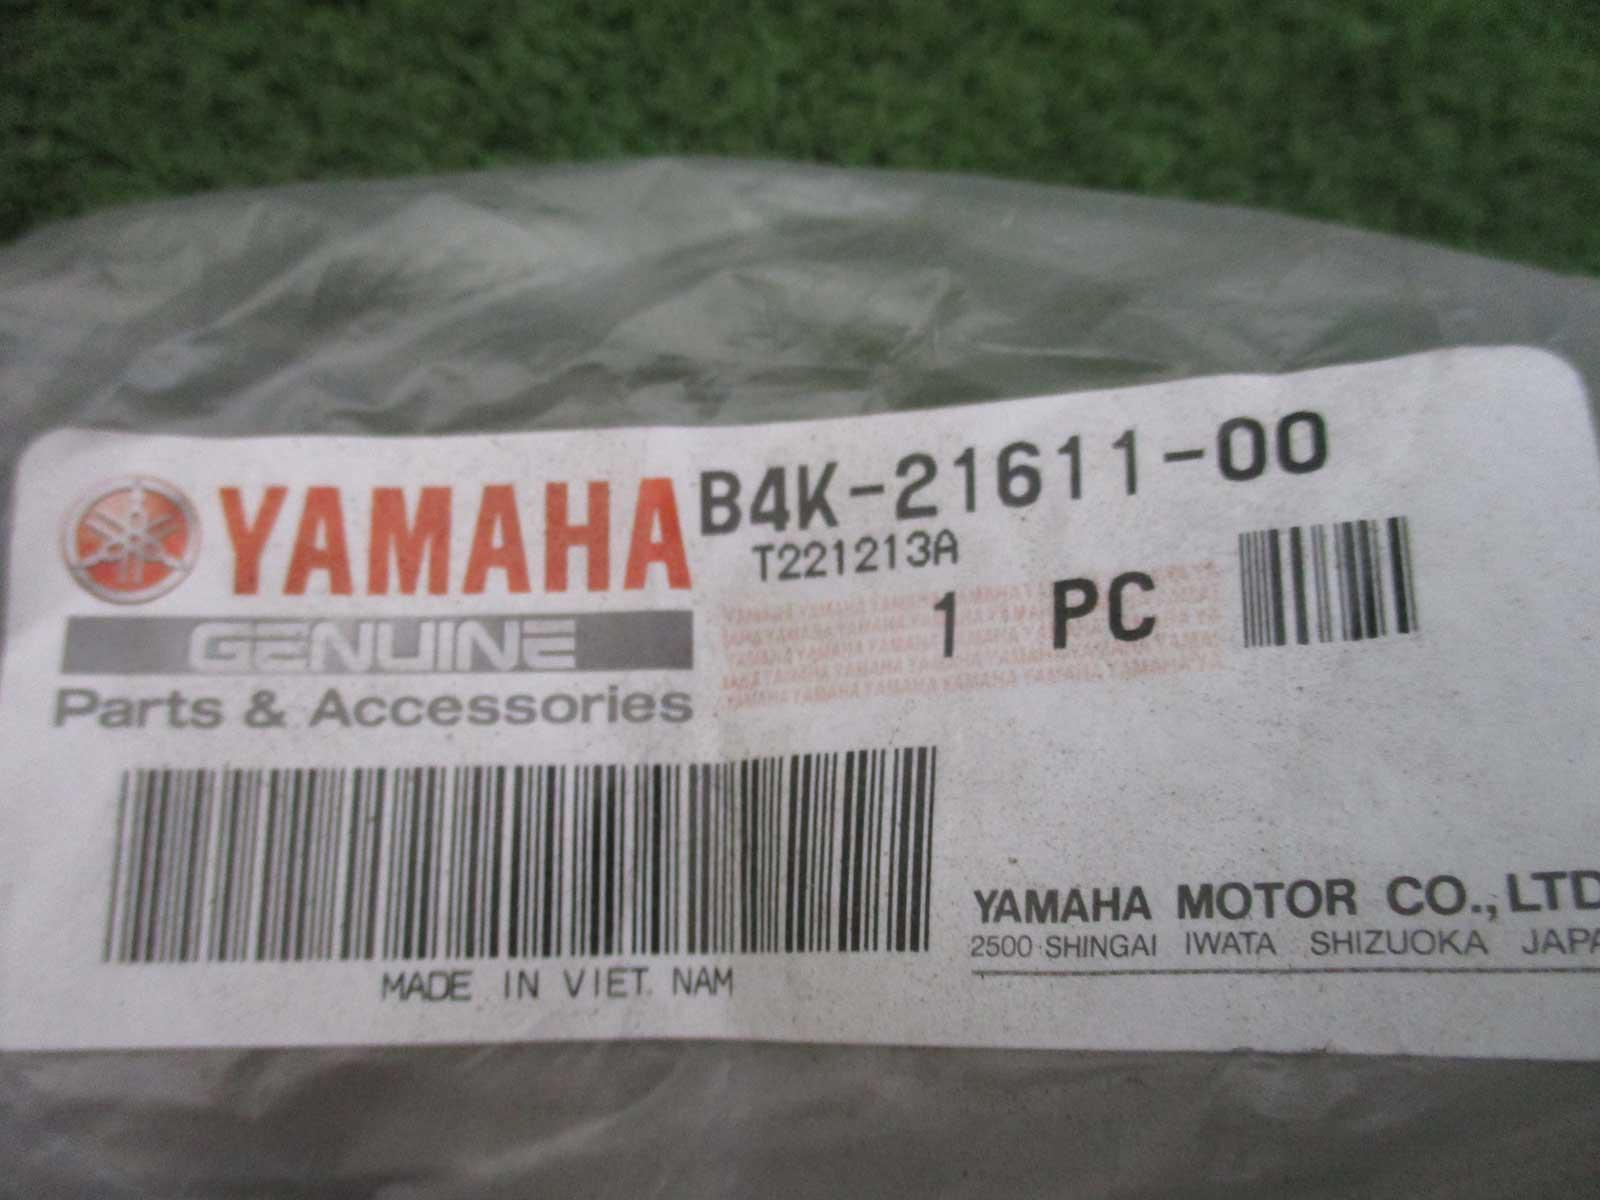 YAMAHA
B4K-21611-00
T221213A
1 PC
GENUINE
Parts & Accessories
MADE IN VIET NAM
YAMAHA MOTOR CO., LTD
2500 SHINGAI IWATA SHIZUOKA JAPA